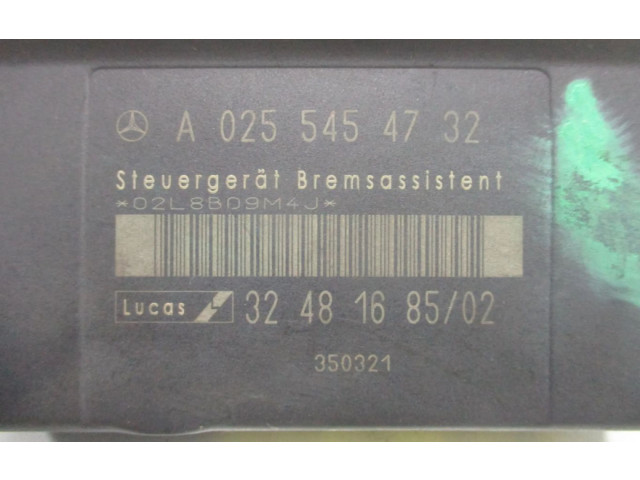 A 025 545 47 32
Steuergerät Bremsassistent
*02L8B09M4J*
Lucas 32 48 16 85/02
350321